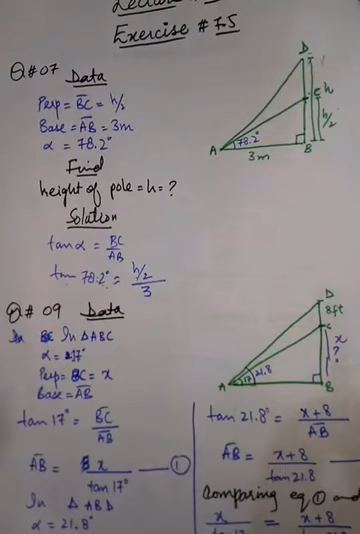 Exercise # 7.5
Q#07 Data
Perp = BC = h/2
Base = AB = 3m
α = 78.2°
Find
height of pole = h = ?
Solution
tan α = BC/AB
tan 78.2° = (h/2)/3
D
C
h
h/2
78.2°
A
3m
B
Q#09 Data
In ΔABC
α = 17°
Perp = BC = x
Base = AB
tan 17° = BC/AB
AB = x/tan 17° — ①
In Δ ABD
α = 21.8°
D
8ft
C
x
?
A
17
21.8
B
tan 21.8° = x+8/AB
AB = x+8/tan 21.8
Comparing eq ① and
x = x+8